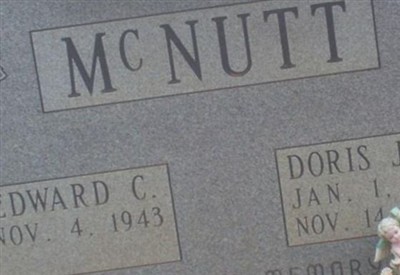 McNUTT
EDWARD C.
NOV. 4. 1943
DORIS J
JAN. 1,
NOV. 14